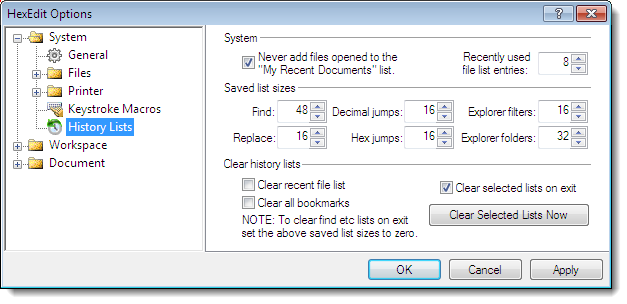 HexEdit Options
System
General
Files
Printer
Keystroke Macros
History Lists
Workspace
Document
System
Never add files opened to the
"My Recent Documents" list.
Recently used
file list entries:
8
Saved list sizes
Find: 48 Decimal jumps: 16 Explorer filters: 16
Replace: 16 Hex jumps: 16 Explorer folders: 32
Clear history lists
Clear recent file list
Clear selected lists on exit
Clear all bookmarks
NOTE: To clear find etc lists on exit
set the above saved list sizes to zero.
Clear Selected Lists Now
OK Cancel Apply